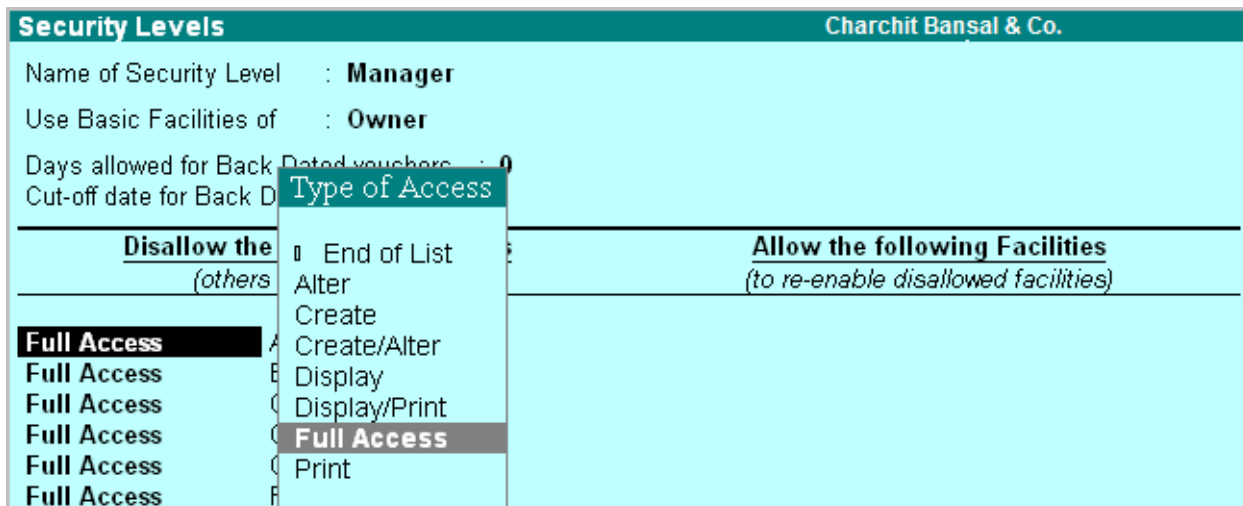 Security Levels Charchit Bansal & Co.
Name of Security Level : Manager
Use Basic Facilities of : Owner
Days allowed for Back Dated vouchers : 0
Cut-off date for Back D
Type of Access
Disallow the
(others
Allow the following Facilities
(to re-enable disallowed facilities)
End of List
Alter
Create
Create/Alter
Display
Display/Print
Full Access
Print
Full Access
Full Access
Full Access
Full Access
Full Access
Full Access